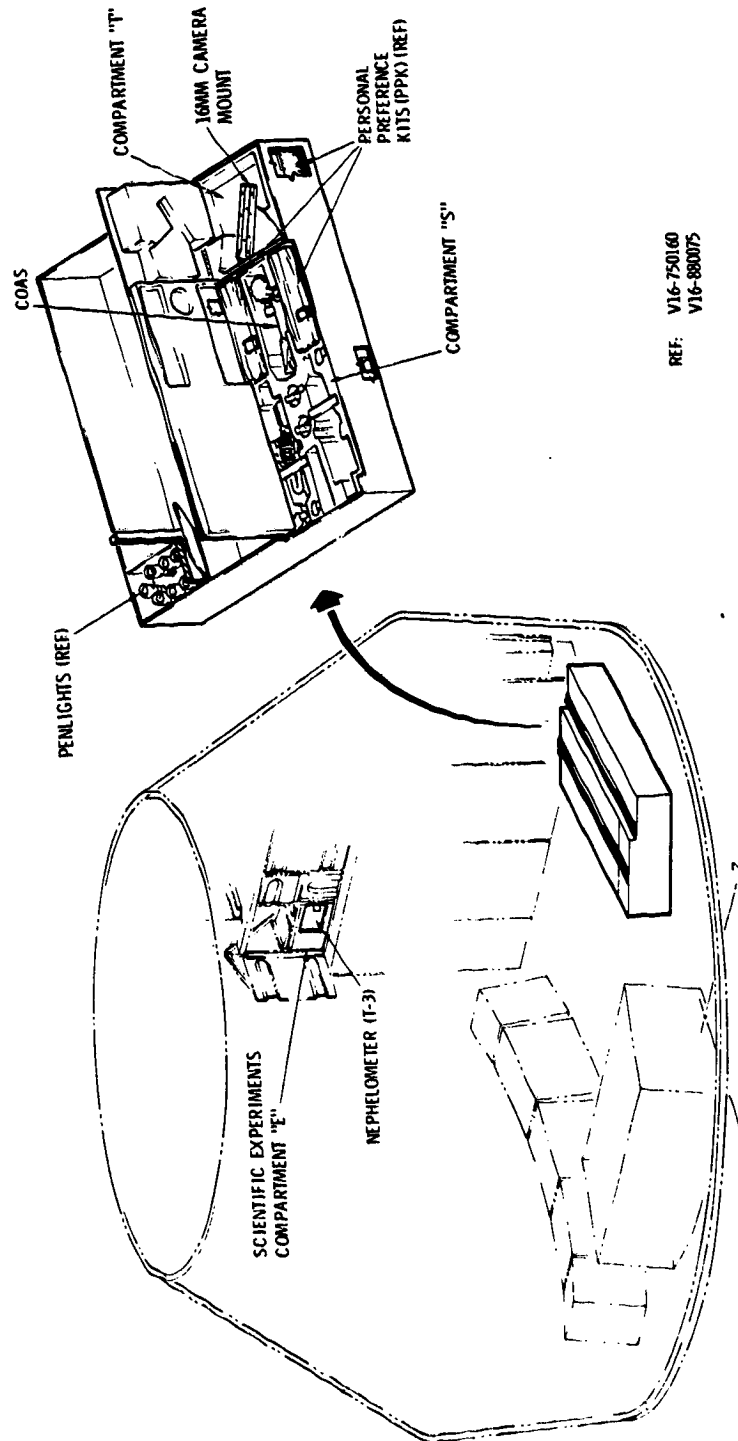 PENLIGHTS (REF)
COAS
COMPARTMENT "T"
16MM CAMERA
MOUNT
PERSONAL
PREFERENCE
KITS (PPK) (REF)
COMPARTMENT "S"
SCIENTIFIC EXPERIMENTS
COMPARTMENT "E"
NEPHELOMETER (T-3)
REF: V16-750160
V16-880075